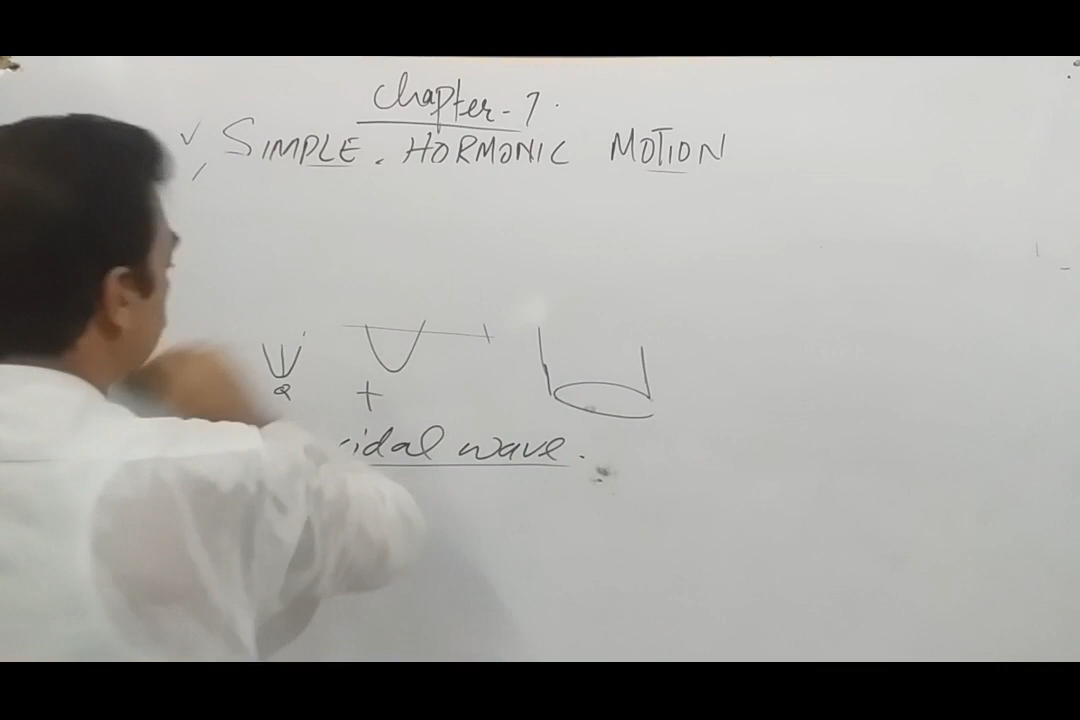 Chapter-7.
SIMPLE. HORMONIC MOTION
Q
+
idal wave.